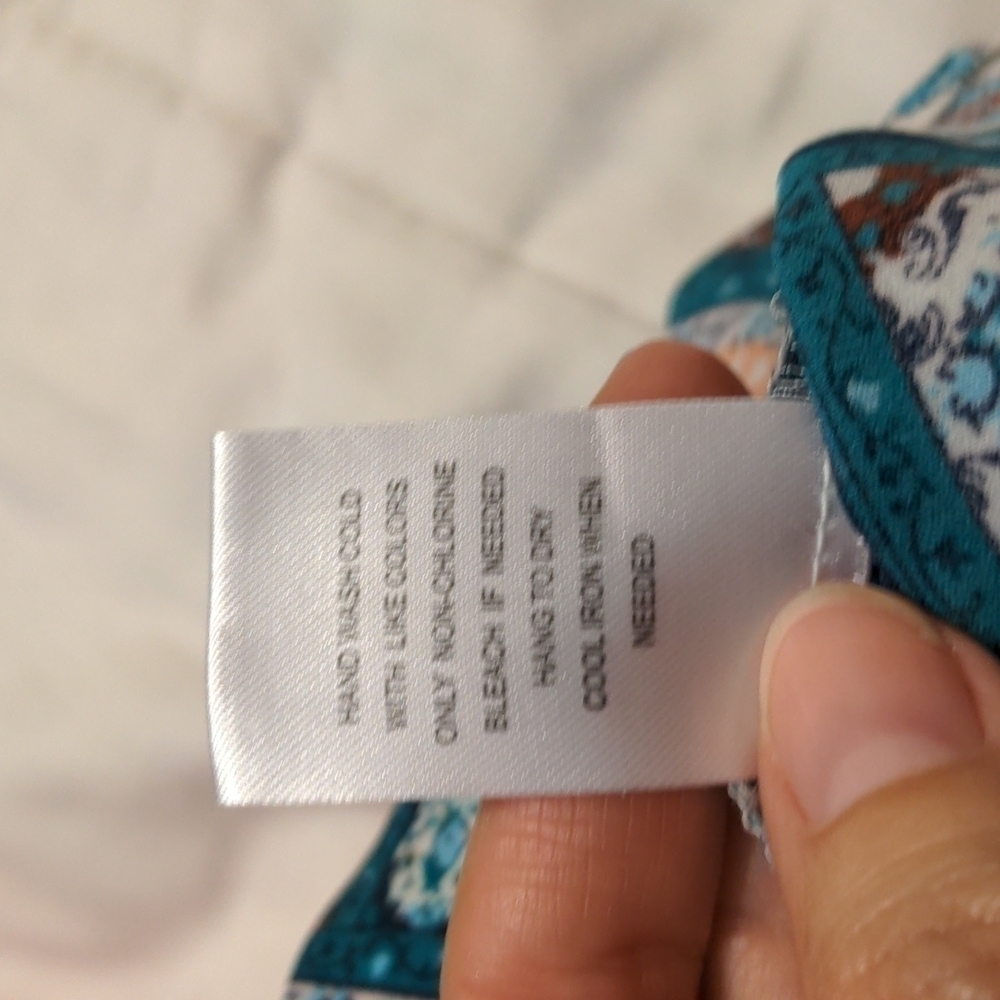 HAND WASH COLD
WITH LIKE COLORS
ONLY NON-CHLORINE
BLEACH IF NEEDED
HANG TO DRY
COOL IRON WHEN
NEEDED